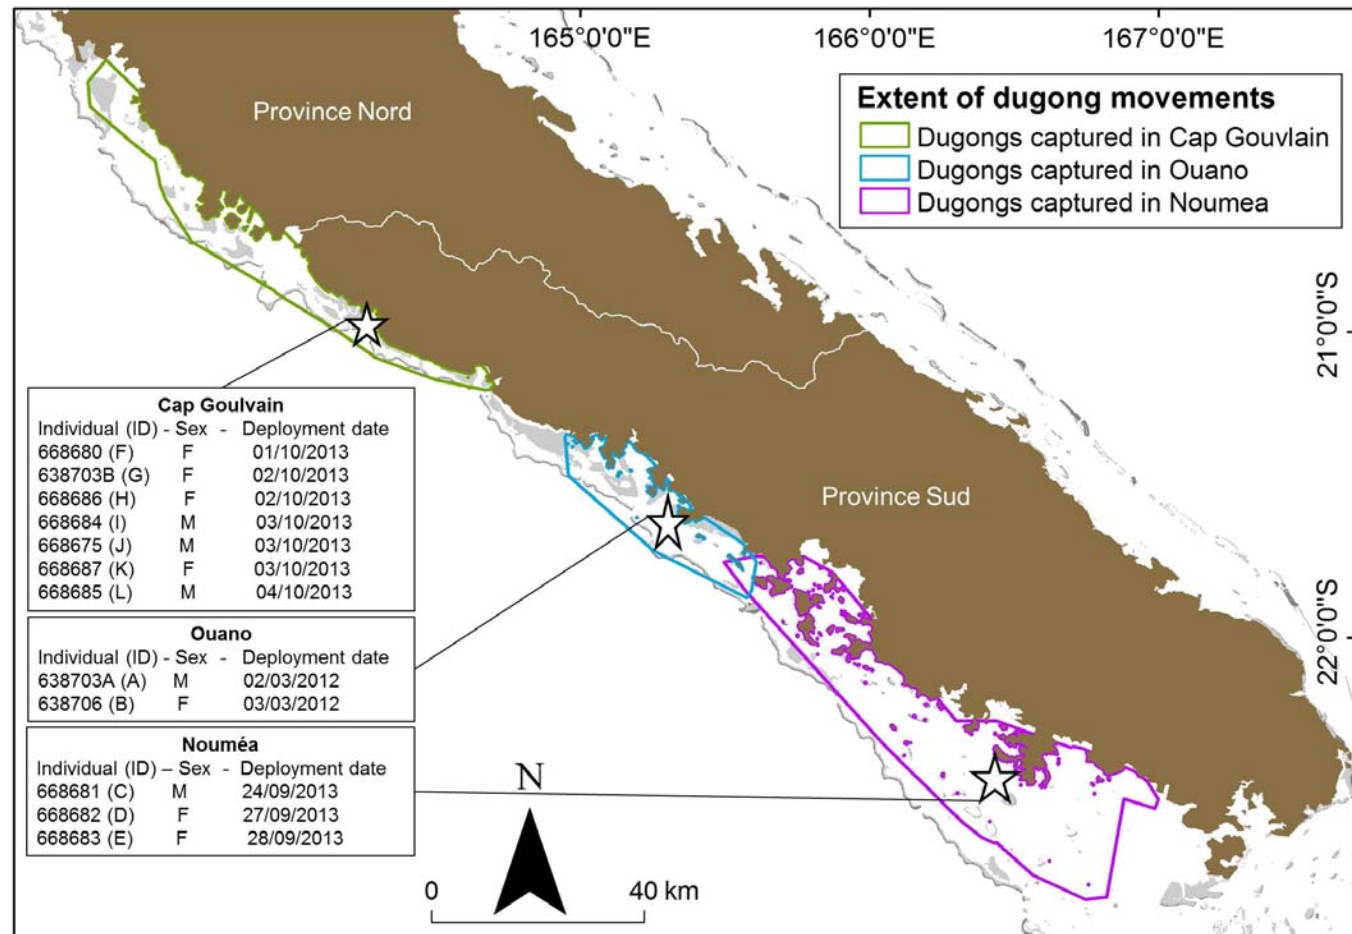 165°0'0"E 166°0'0"E 167°0'0"E
Province Nord
Extent of dugong movements
Dugongs captured in Cap Gouvlain
Dugongs captured in Ouano
Dugongs captured in Noumea
21°0'0"S
Cap Goulvain
Individual (ID) - Sex - Deployment date
668680 (F) F 01/10/2013
638703B (G) F 02/10/2013
668686 (H) F 02/10/2013
668684 (I) M 03/10/2013
668675 (J) M 03/10/2013
668687 (K) F 03/10/2013
668685 (L) M 04/10/2013
Province Sud
22°0'0"S
Ouano
Individual (ID) - Sex - Deployment date
638703A (A) M 02/03/2012
638706 (B) F 03/03/2012
Nouméa
Individual (ID) – Sex - Deployment date
668681 (C) M 24/09/2013
668682 (D) F 27/09/2013
668683 (E) F 28/09/2013
N
0 40 km